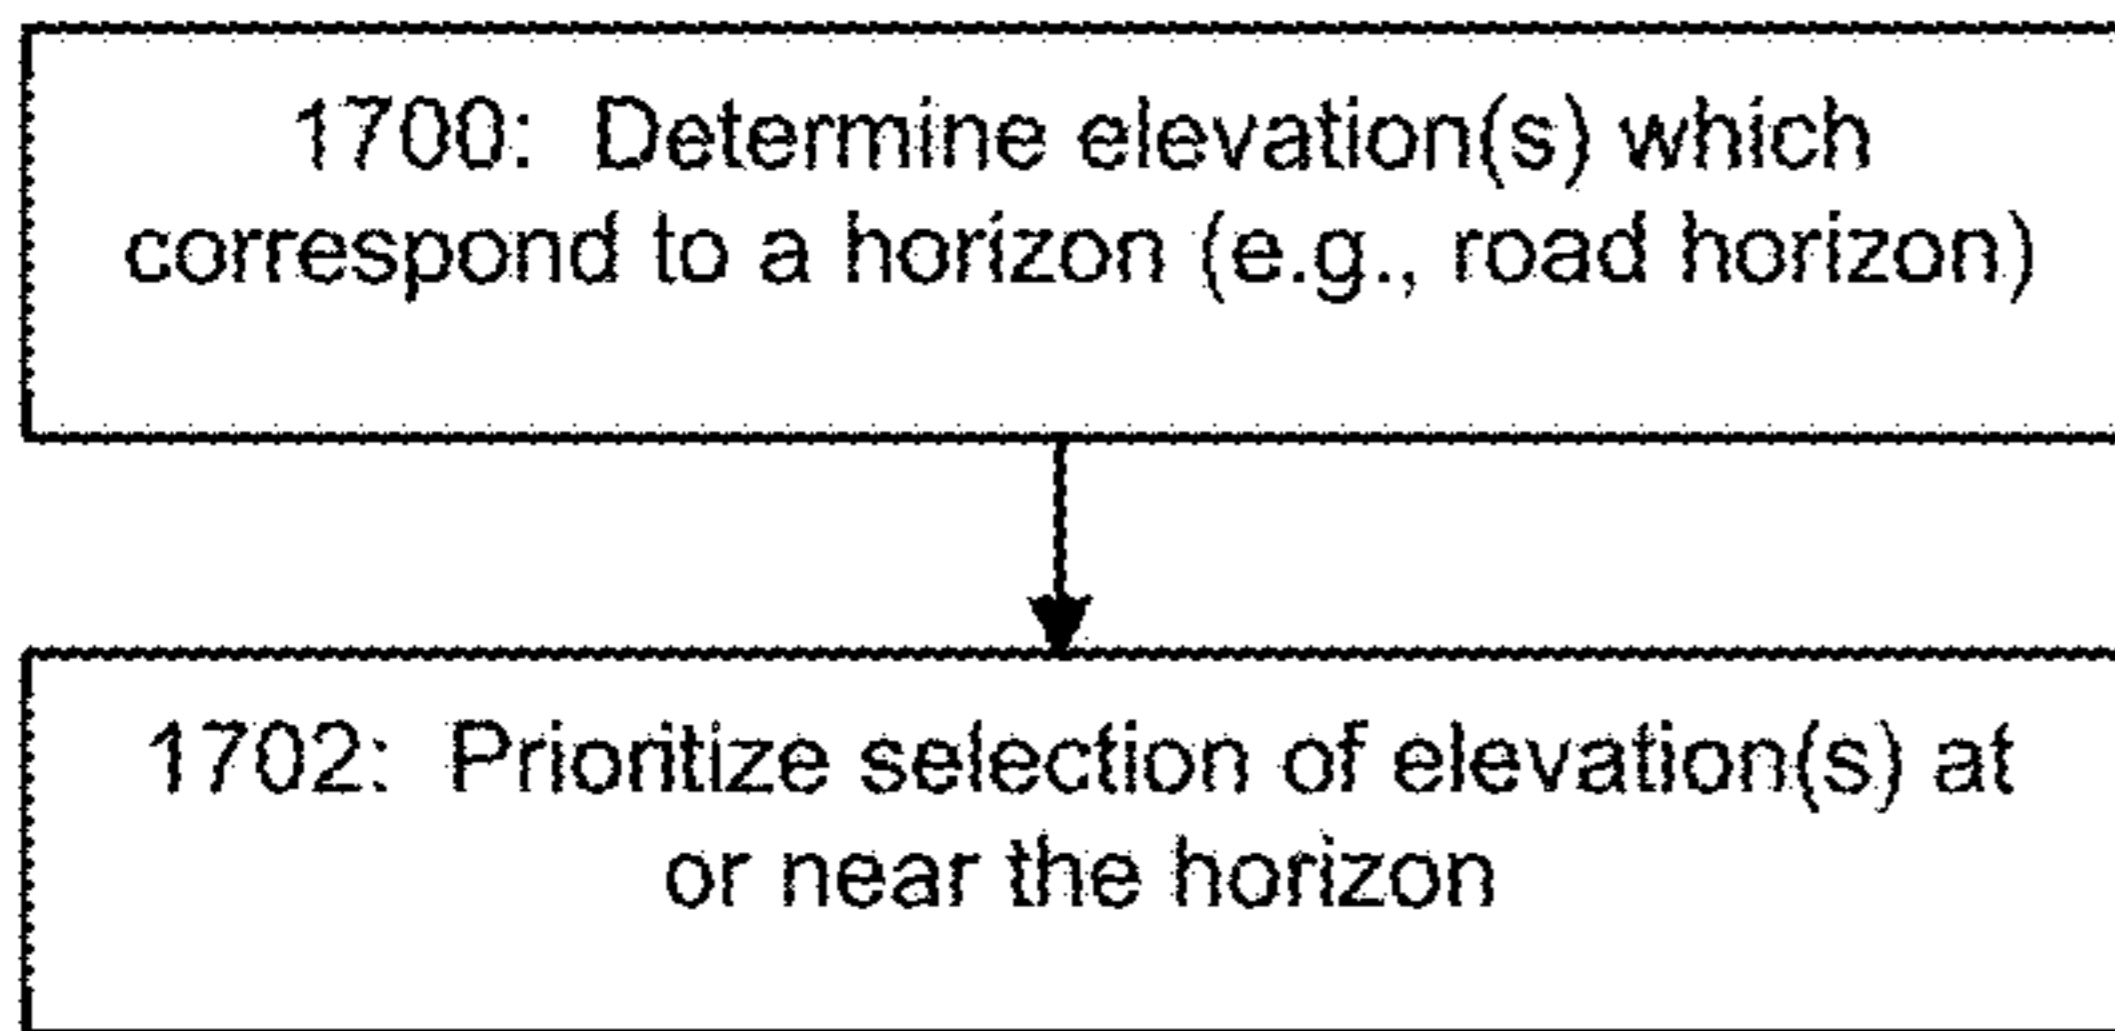 1700: Determine elevation(s) which
correspond to a horizon (e.g., road horizon)
1702: Prioritize selection of elevation(s) at
or near the horizon